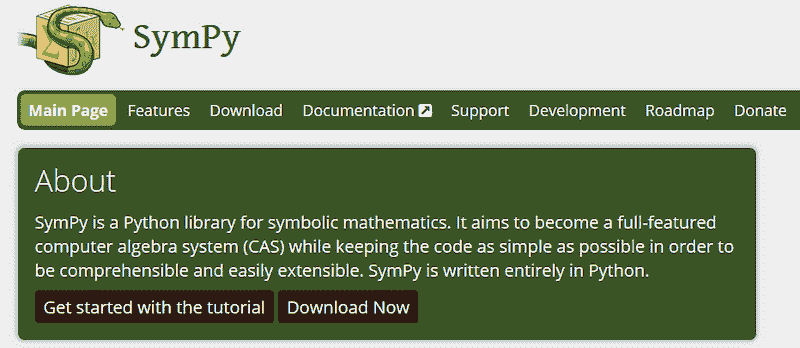 SymPy
Main Page Features Download Documentation Support Development Roadmap Donate
About
SymPy is a Python library for symbolic mathematics. It aims to become a full-featured
computer algebra system (CAS) while keeping the code as simple as possible in order to
be comprehensible and easily extensible. SymPy is written entirely in Python.
Get started with the tutorial Download Now